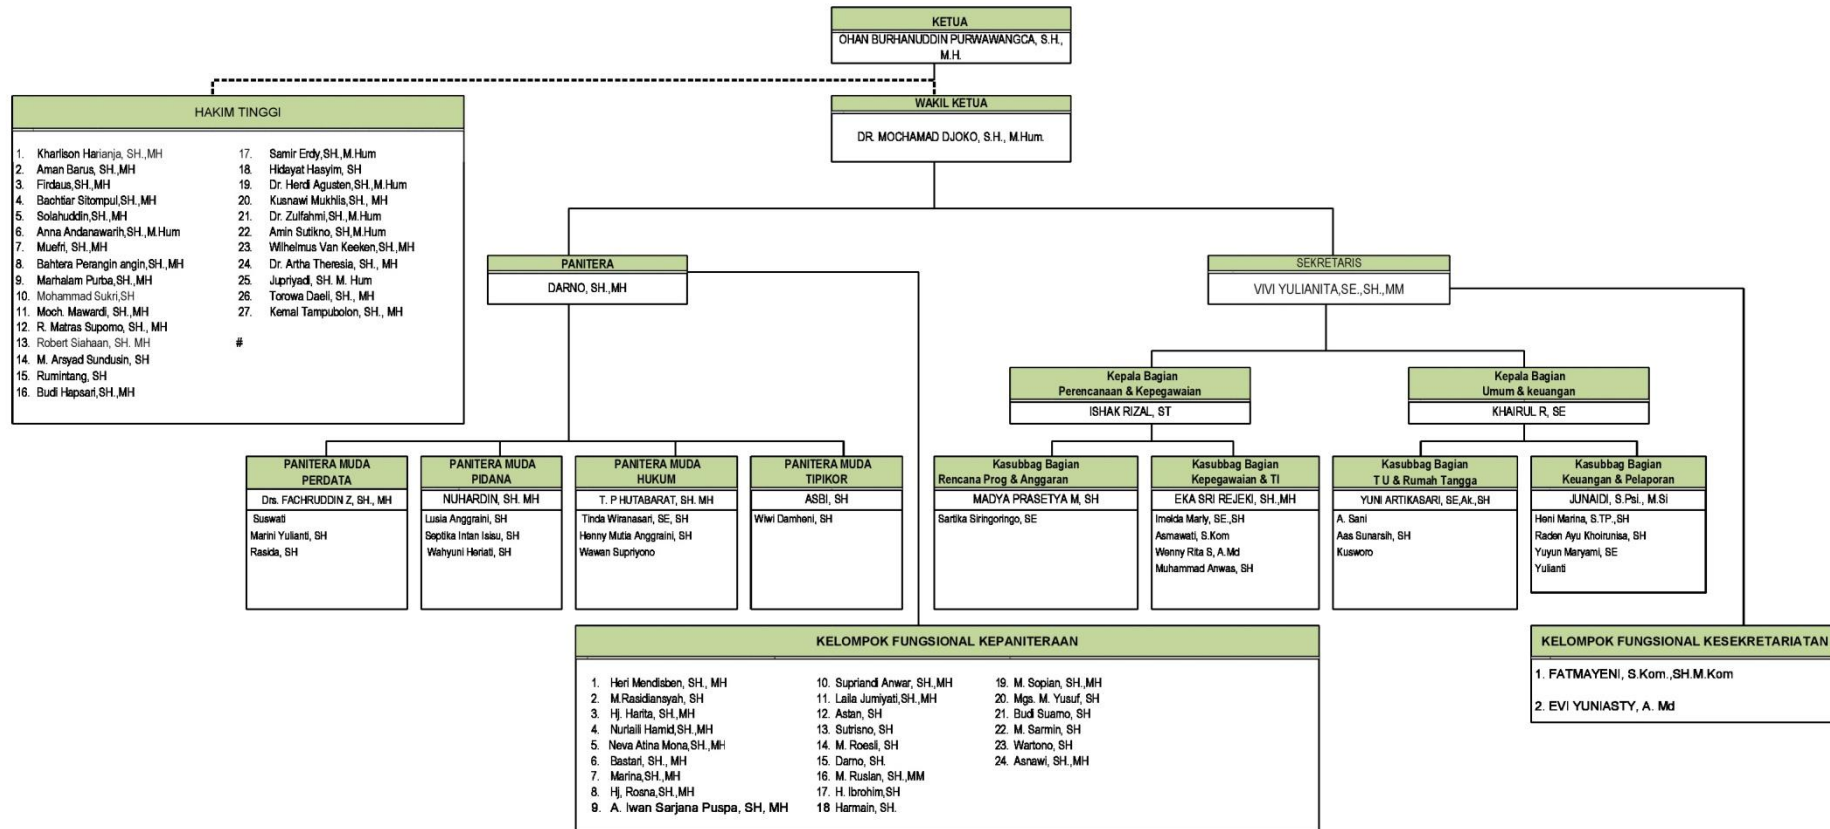 KETUA
OHAN BURHANUDDIN PURWAWANGCA, S.H.,
M.H.
HAKIM TINGGI
1. Kharlison Harianja, SH.,MH
2. Aman Barus, SH.,MH
3. Firdaus,SH.,MH
4. Bachtiar Sitompul,SH.,MH
5. Solahuddin,SH.,MH
6. Anna Andanawarih,SH.,M.Hum
7. Muefri, SH.,MH
8. Bahtera Perangin angin,SH.,MH
9. Marhalam Purba,SH.,MH
10. Mohammad Sukri,SH
11. Moch. Mawardi, SH.,MH
12. R. Matras Supomo, SH., MH
13. Robert Siahaan, SH. MH
14. M. Arsyad Sundusin, SH
15. Rumintang, SH
16. Budi Hapsari,SH.,MH
17. Samir Erdy,SH.,M.Hum
18. Hidayat Hasyim, SH
19. Dr. Herdi Agusten,SH.,M.Hum
20. Kusnawi Mukhlis,SH., MH
21. Dr. Zulfahmi,SH.,M.Hum
22. Amin Sutikno, SH,M.Hum
23. Wilhelmus Van Keeken,SH.,MH
24. Dr. Artha Theresia, SH., MH
25. Jupriyadi, SH. M. Hum
26. Torowa Daeli, SH., MH
27. Kemal Tampubolon, SH., MH
#
WAKIL KETUA
DR. MOCHAMAD DJOKO, S.H., M.Hum.
PANITERA
DARNO, SH.,MH
SEKRETARIS
VIVI YULIANITA,SE.,SH.,MM
Kepala Bagian
Perencanaan & Kepegawaian
ISHAK RIZAL, ST
Kepala Bagian
Umum & keuangan
KHAIRUL R, SE
PANITERA MUDA
PERDATA
Drs. FACHRUDDIN Z, SH., MH
Suswati
Marini Yulianti, SH
Rasida, SH
PANITERA MUDA
PIDANA
NUHARDIN, SH. MH
Lusia Anggraini, SH
Septika Intan Isisu, SH
Wahyuni Heriati, SH
PANITERA MUDA
HUKUM
T. P HUTABARAT, SH. MH
Tinda Wiranasari, SE, SH
Henny Mutia Anggraini, SH
Wawan Supriyono
PANITERA MUDA
TIPIKOR
ASBI, SH
Wiwi Damheni, SH
Kasubbag Bagian
Rencana Prog & Anggaran
MADYA PRASETYA M, SH
Sartika Siringoringo, SE
Kasubbag Bagian
Kepegawaian & TI
EKA SRI REJEKI, SH.,MH
Imelda Marly, SE.,SH
Asmawati, S.Kom
Wenny Rita S, A.Md
Muhammad Anwas, SH
Kasubbag Bagian
T U & Rumah Tangga
YUNI ARTIKASARI, SE,Ak.,SH
A. Sani
Aas Sunarsih, SH
Kusworo
Kasubbag Bagian
Keuangan & Pelaporan
JUNAIDI, S.Psi., M.Si
Heni Marina, S.TP.,SH
Raden Ayu Khoirunisa, SH
Yuyun Maryami, SE
Yulianti
KELOMPOK FUNGSIONAL KEPANITERAAN
1. Heri Mendisben, SH., MH
2. M.Rasidiansyah, SH
3. Hj. Harita, SH.,MH
4. Nurlaili Hamid,SH.,MH
5. Neva Atina Mona,SH.,MH
6. Bastari, SH., MH
7. Marina,SH.,MH
8. Hj, Rosna,SH.,MH
9. A. Iwan Sarjana Puspa, SH, MH
10. Supriandi Anwar, SH.,MH
11. Laila Jumiyati,SH.,MH
12. Astan, SH
13. Sutrisno, SH
14. M. Roesli, SH
15. Darno, SH.
16. M. Ruslan, SH.,MM
17. H. Ibrohim,SH
18 Harmain, SH.
19. M. Sopian, SH.,MH
20. Mgs. M. Yusuf, SH
21. Budi Suarno, SH
22. M. Sarmin, SH
23. Wartono, SH
24. Asnawi, SH.,MH
KELOMPOK FUNGSIONAL KESEKRETARIATAN
1. FATMAYENI, S.Kom.,SH.M.Kom
2. EVI YUNIASTY, A. Md